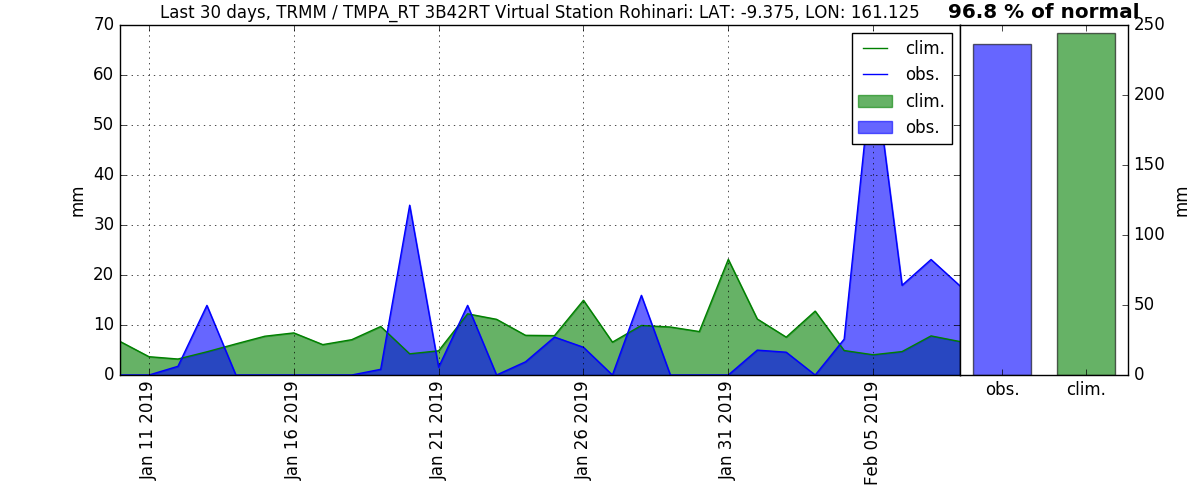 Last 30 days, TRMM / TMPA_RT 3B42RT Virtual Station Rohinari: LAT: -9.375, LON: 161.125
96.8 % of normal
clim.
obs.
clim.
obs.
70
60
50
40
30
20
10
0
mm
Jan 11 2019
Jan 16 2019
Jan 21 2019
Jan 26 2019
Jan 31 2019
Feb 05 2019
250
200
150
100
50
0
mm
obs.
clim.